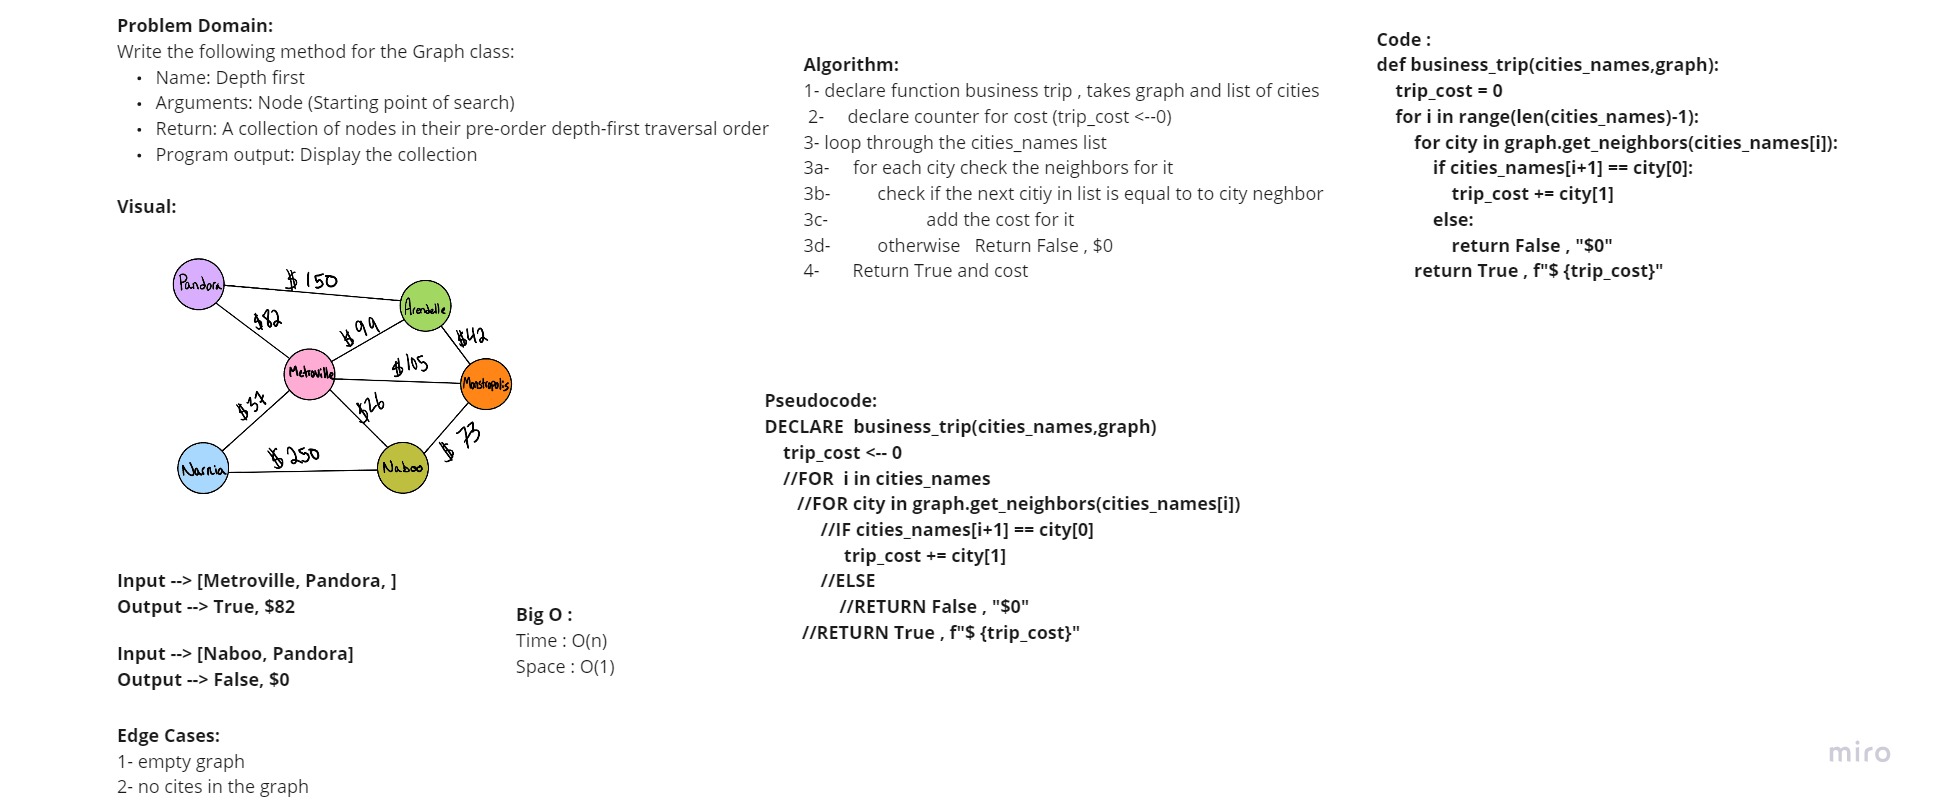 Problem Domain:
Write the following method for the Graph class:
• Name: Depth first
• Arguments: Node (Starting point of search)
• Return: A collection of nodes in their pre-order depth-first traversal order
• Program output: Display the collection
Visual:
Pandora
$150
Arendelle
$82
$99
$42
Metroville
$105
Monstropolis
$37
$26
$73
Narnia
$250
Naboo
Input --> [Metroville, Pandora, ]
Output --> True, $82
Input --> [Naboo, Pandora]
Output --> False, $0
Big O :
Time : O(n)
Space : O(1)
Edge Cases:
1- empty graph
2- no cites in the graph
Algorithm:
1- declare function business trip , takes graph and list of cities
2- declare counter for cost (trip_cost <--0)
3- loop through the cities_names list
3a- for each city check the neighbors for it
3b- check if the next citiy in list is equal to to city neghbor
3c- add the cost for it
3d- otherwise Return False , $0
4- Return True and cost
Pseudocode:
DECLARE business_trip(cities_names,graph)
trip_cost <-- 0
//FOR i in cities_names
//FOR city in graph.get_neighbors(cities_names[i])
//IF cities_names[i+1] == city[0]
trip_cost += city[1]
//ELSE
//RETURN False , "$0"
//RETURN True , f"$ {trip_cost}"
Code :
def business_trip(cities_names,graph):
trip_cost = 0
for i in range(len(cities_names)-1):
for city in graph.get_neighbors(cities_names[i]):
if cities_names[i+1] == city[0]:
trip_cost += city[1]
else:
return False , "$0"
return True , f"$ {trip_cost}"
miro